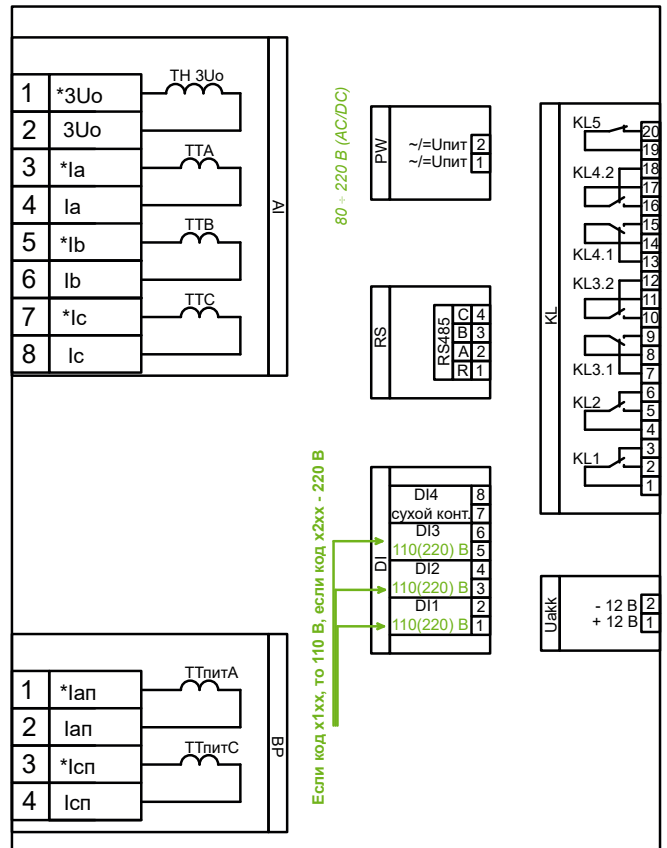 ТН 3Uo
1 *3Uo
2 3Uo
ТТА
3 *Ia
4 Ia
ТТВ
5 *Ib
6 Ib
ТТС
7 *Ic
8 Ic
AI
80 ÷ 220 В (AC/DC)
PW
~/=Uпит 2
~/=Uпит 1
RS
RS485
C 4
B 3
A 2
R 1
KL
KL5
20
19
KL4.2
18
17
16
15
14
KL4.1
13
KL3.2
12
11
10
9
8
KL3.1
7
KL2
6
5
4
KL1
3
2
1
DI
DI4 8
сухой конт. 7
DI3 6
110(220) В 5
DI2 4
110(220) В 3
DI1 2
110(220) В 1
Если код х1хх, то 110 В, если код х2хх - 220 В
Uakk
- 12 В 2
+ 12 В 1
ТТпитА
1 *Iап
2 Iап
ТТпитС
3 *Icп
4 Icп
BP